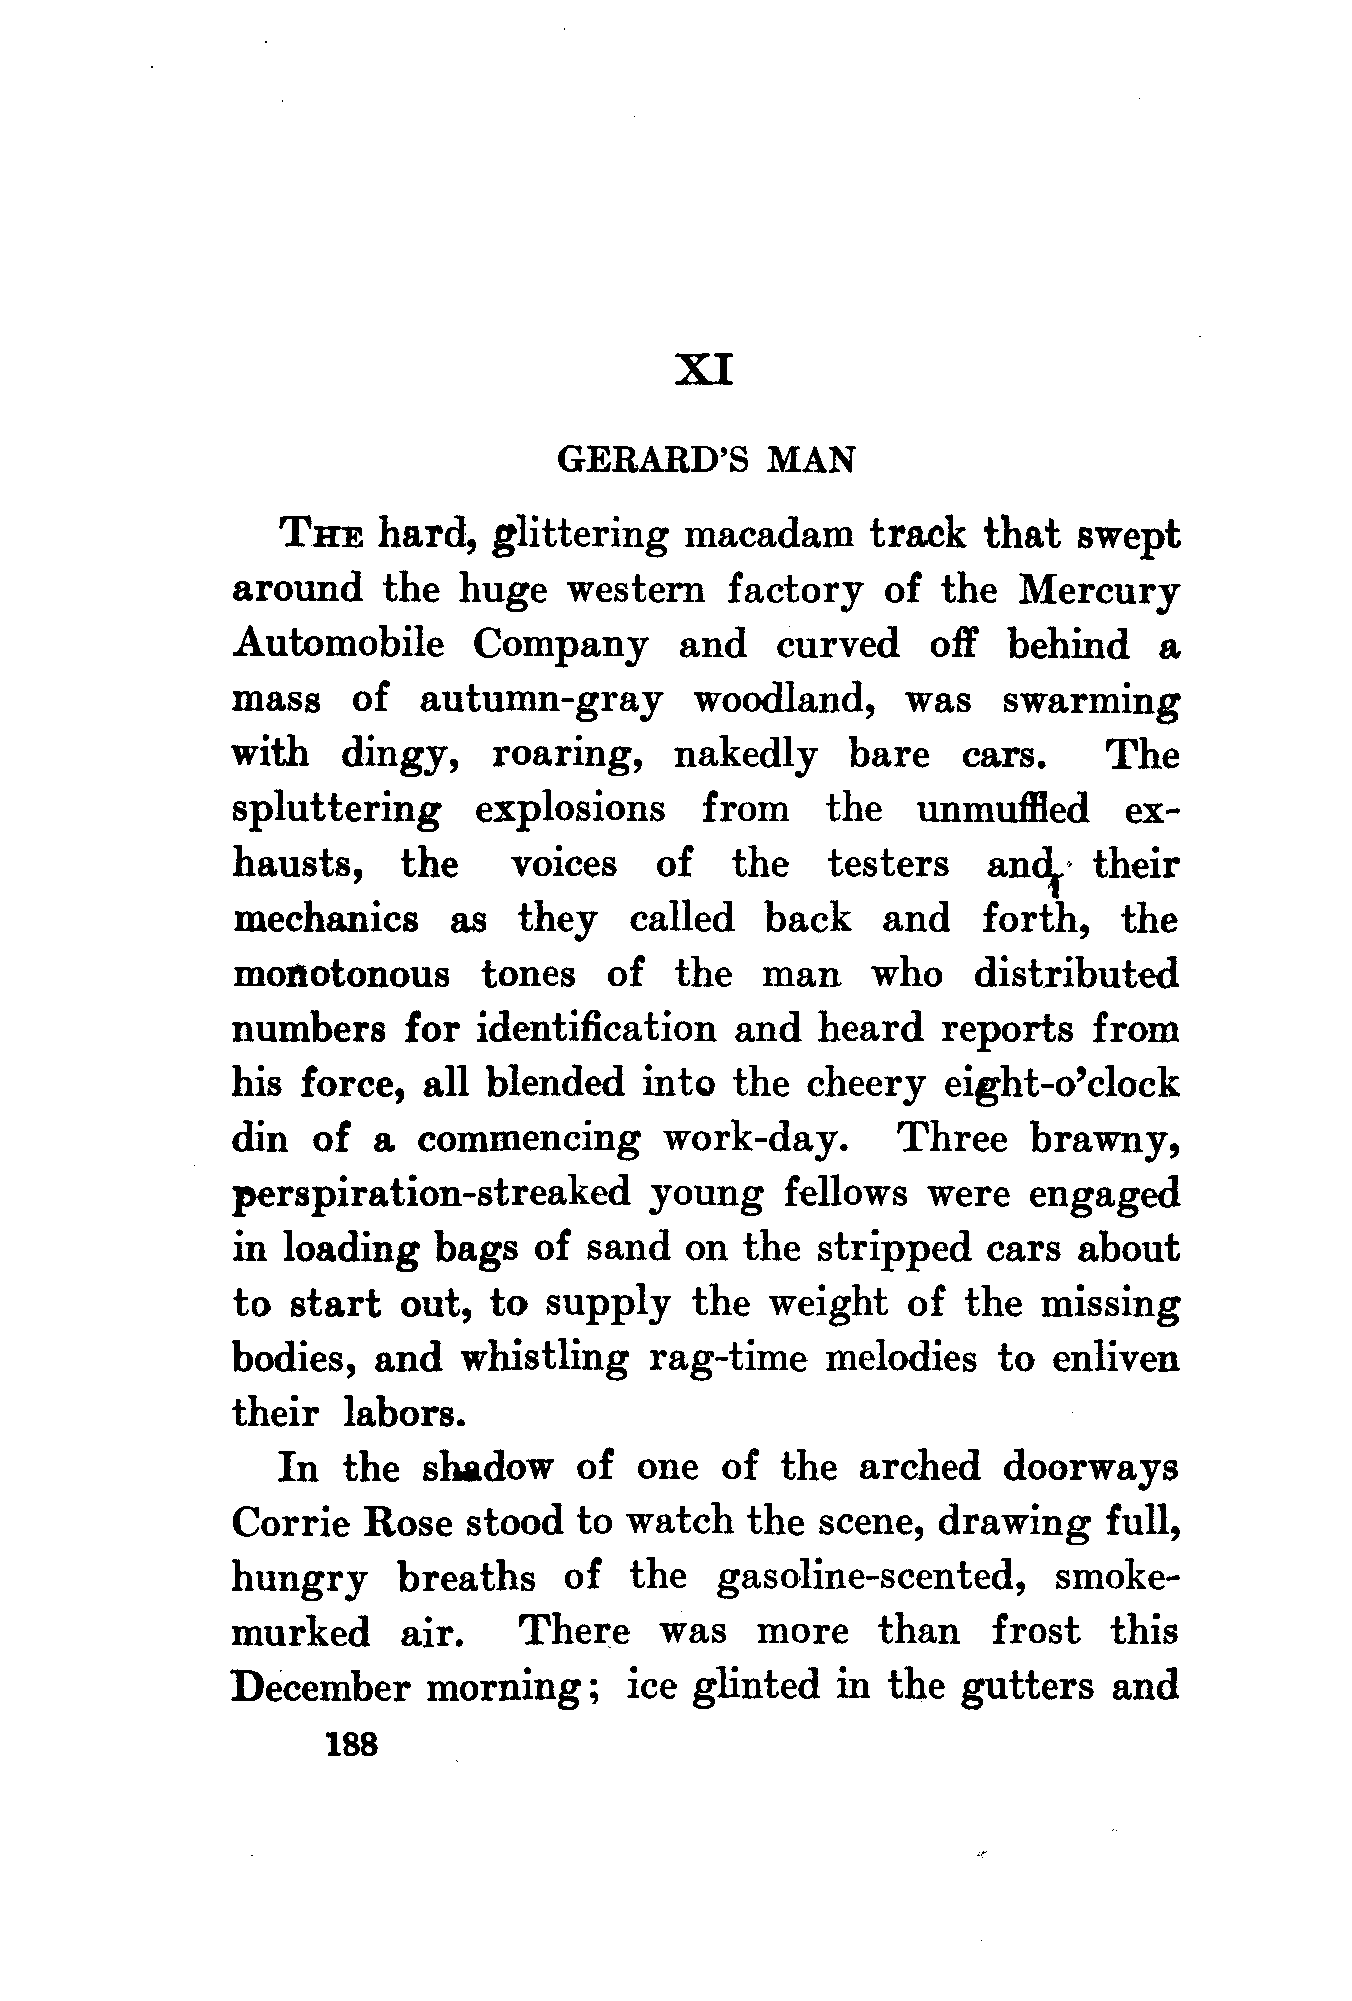 XI
GERARD'S MAN
THE hard, glittering macadam track that swept
around the huge western factory of the Mercury
Automobile Company and curved off behind a
mass of autumn-gray woodland, was swarming
with dingy, roaring, nakedly bare cars. The
spluttering explosions from the unmuffled ex-
hausts, the voices of the testers and their
mechanics as they called back and forth, the
monotonous tones of the man who distributed
numbers for identification and heard reports from
his force, all blended into the cheery eight-o'clock
din of a commencing work-day. Three brawny,
perspiration-streaked young fellows were engaged
in loading bags of sand on the stripped cars about
to start out, to supply the weight of the missing
bodies, and whistling rag-time melodies to enliven
their labors.
In the shadow of one of the arched doorways
Corrie Rose stood to watch the scene, drawing full,
hungry breaths of the gasoline-scented, smoke-
murked air. There was more than frost this
December morning; ice glinted in the gutters and
188